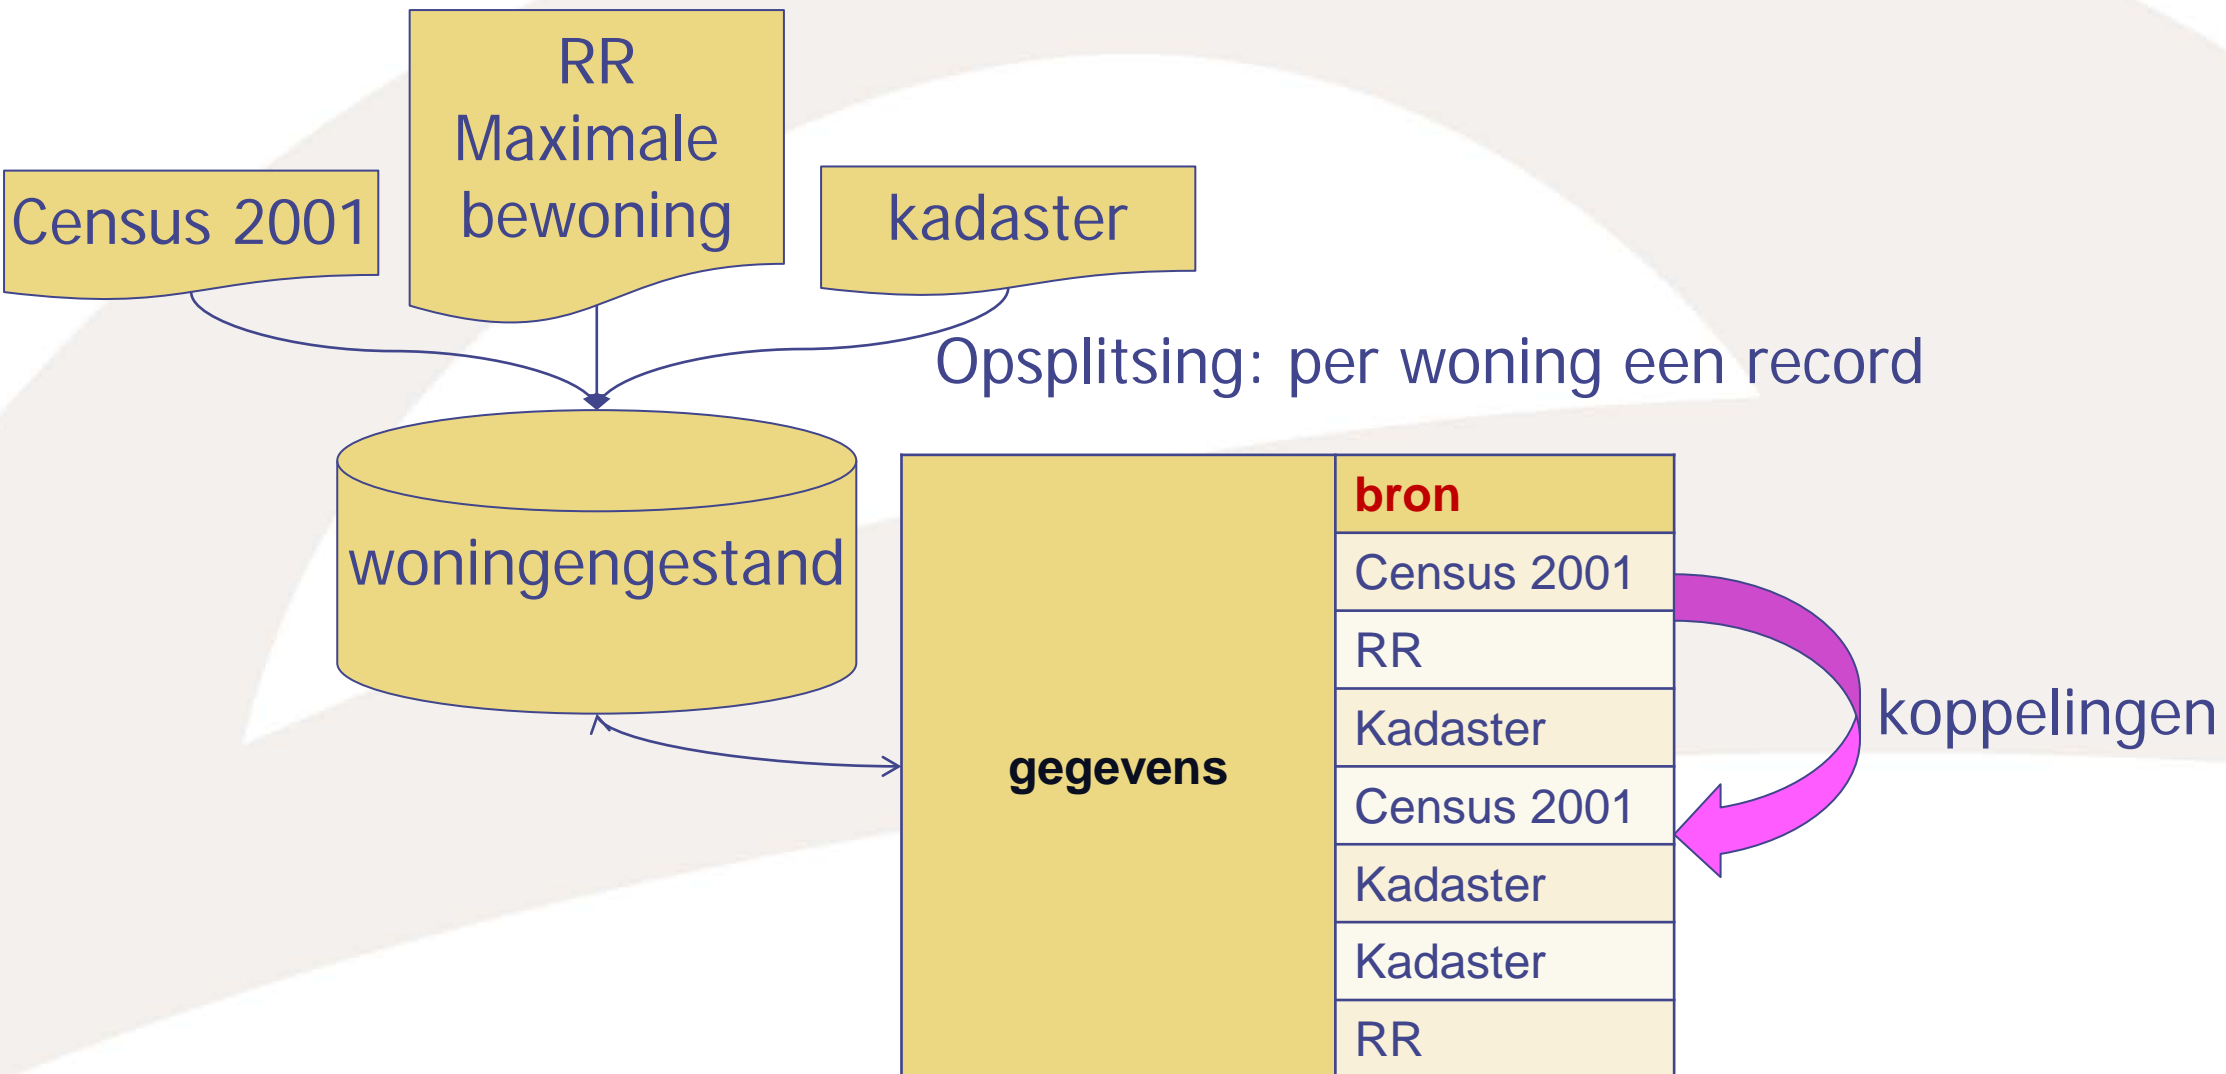 RR
Maximale
bewoning
Census 2001
kadaster
Opsplitsing: per woning een record
woningengestand
gegevens
bron
Census 2001
RR
Kadaster
Census 2001
Kadaster
Kadaster
RR
koppelingen